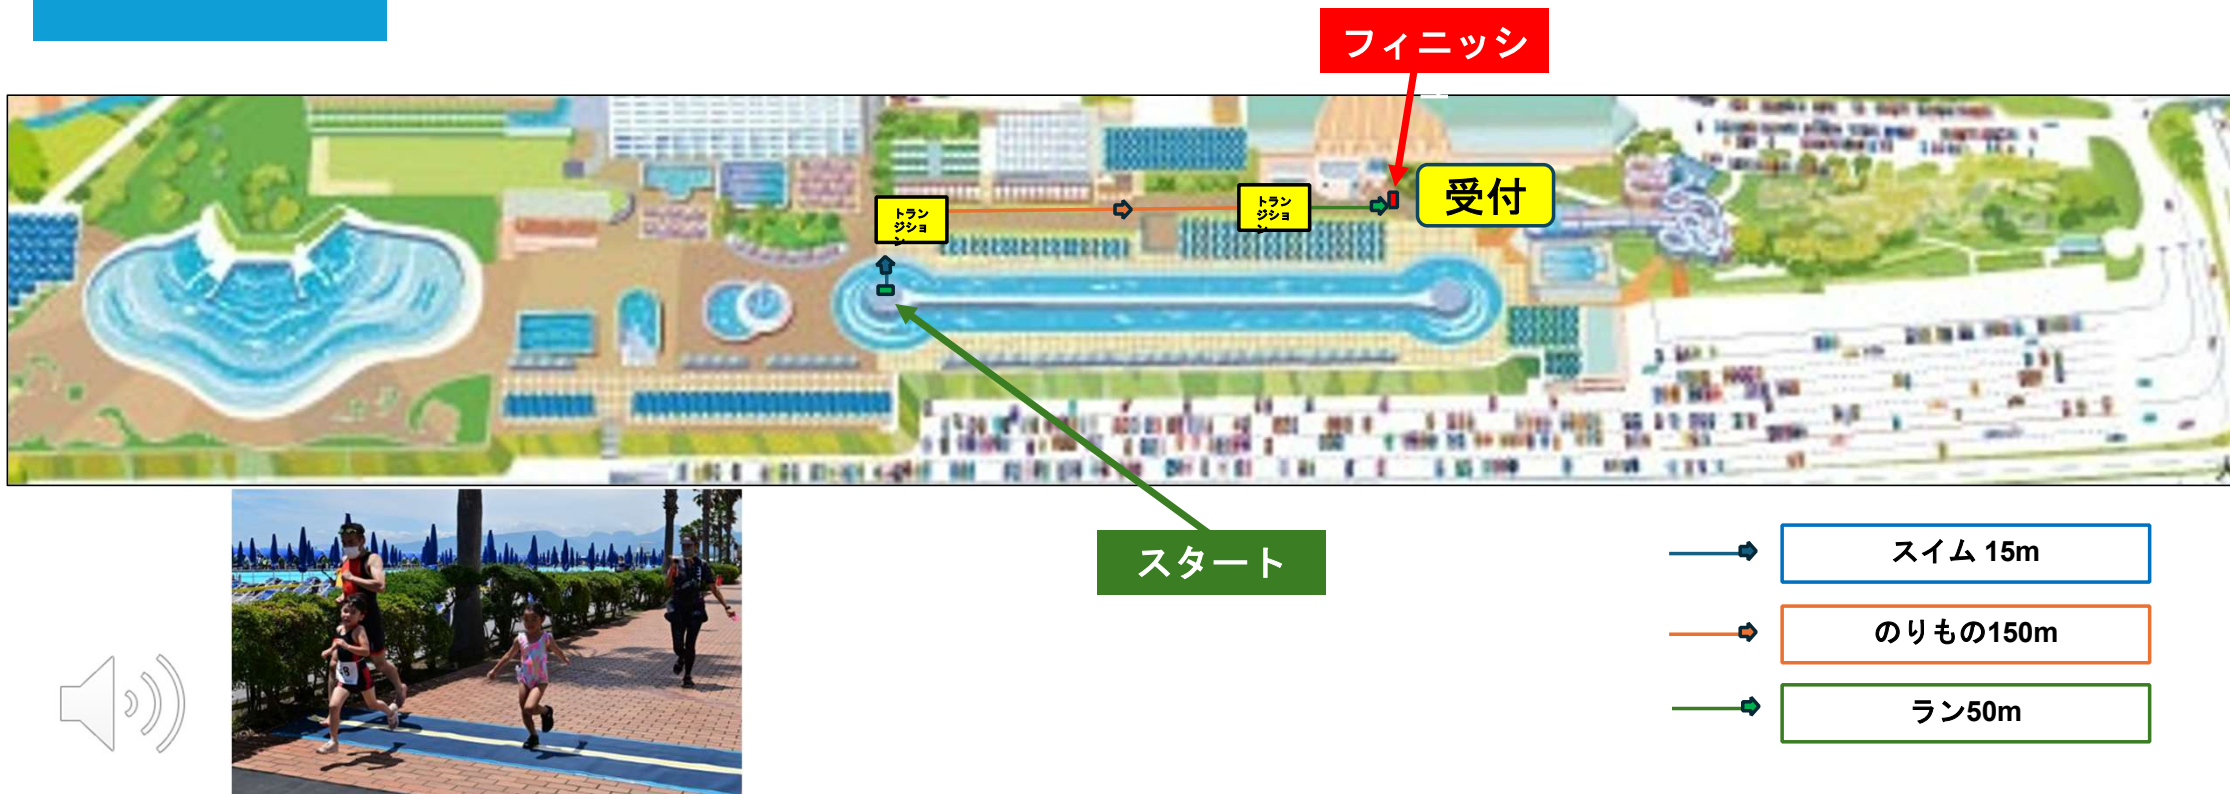 フィニッシ
受付
トラン
ジショ
トラン
ジショ
スタート
スイム 15m
のりもの150m
ラン50m
8